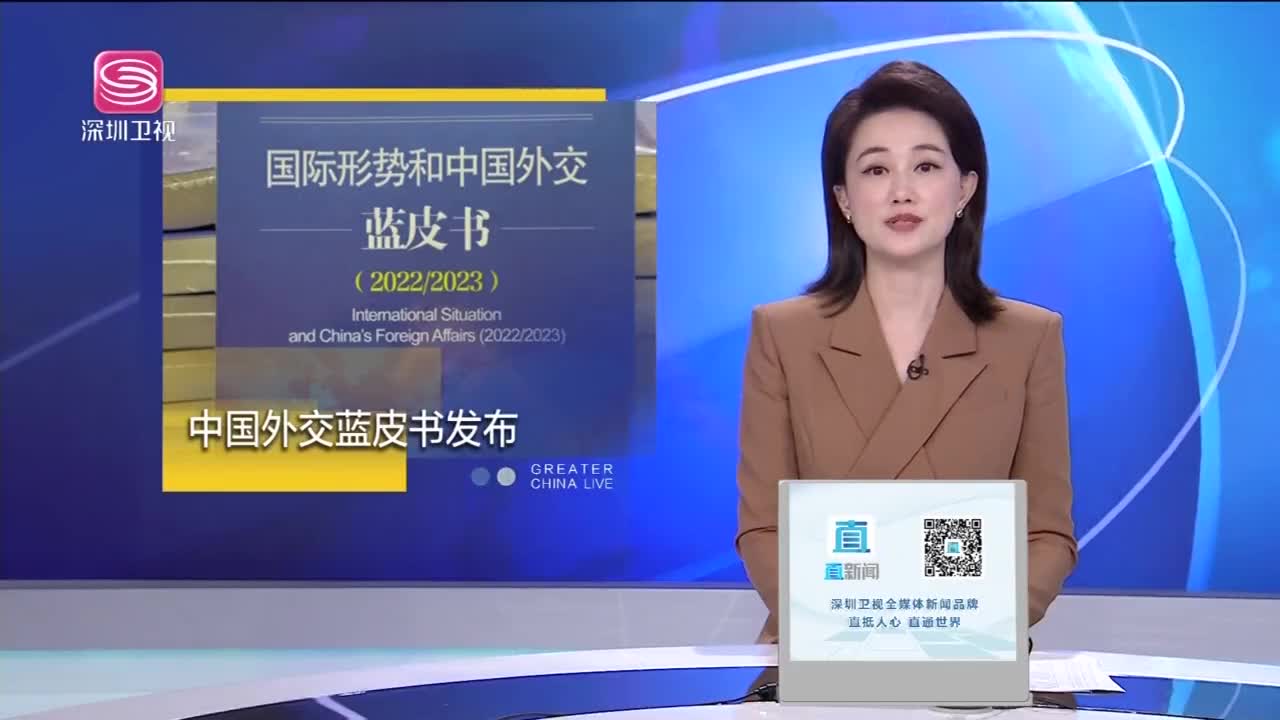 深圳卫视
国际形势和中国外交
蓝皮书
（2022/2023）
International Situation
and China's Foreign Affairs (2022/2023)
中国外交蓝皮书发布
GREATER
CHINA LIVE
直
直新闻
深圳卫视全媒体新闻品牌
直抵人心 直通世界